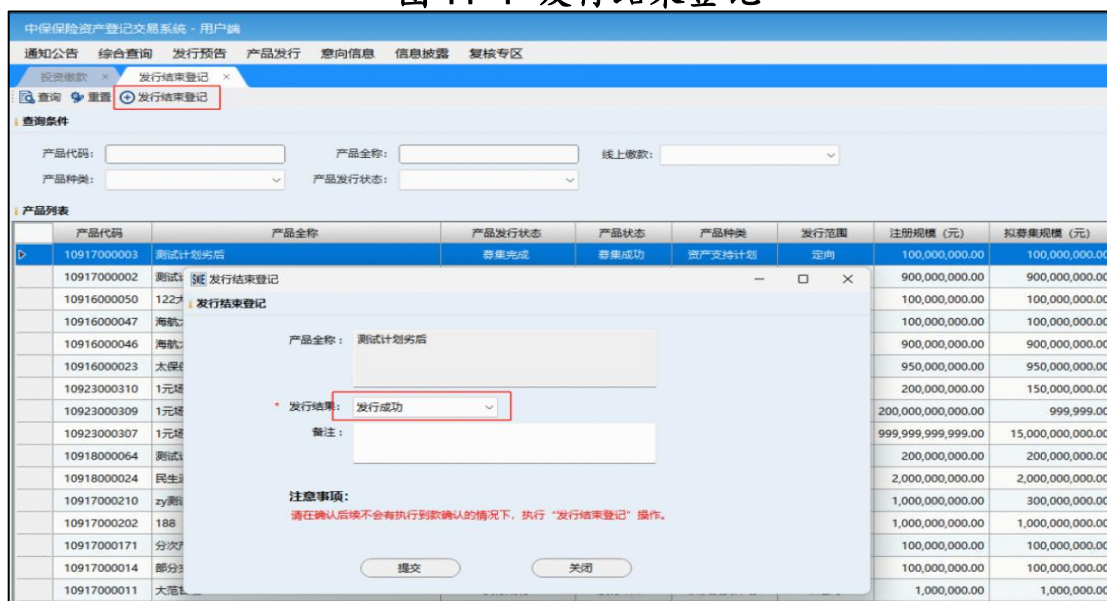 中保保险资产登记交易系统 - 用户端
通知公告 综合查询 发行预告 产品发行 意向信息 信息披露 复核专区
投资缴款 × 发行结束登记 ×
查询 重置 发行结束登记
查询条件
产品代码: 产品全称: 线上缴款:
产品种类: 产品发行状态:
产品列表
产品代码 产品全称 产品发行状态 产品状态 产品种类 发行范围 注册规模（元） 拟募集规模（元）
10917000003 测试计划劣后 募集完成 募集成功 资产支持计划 定向 100,000,000.00 100,000,000.00
10917000002 测试 900,000,000.00 900,000,000.00
10916000050 122 100,000,000.00 100,000,000.00
10916000047 海航 100,000,000.00 100,000,000.00
10916000046 海航 900,000,000.00 900,000,000.00
10916000023 太保 950,000,000.00 950,000,000.00
10923000310 1元场 200,000,000.00 150,000,000.00
10923000309 1元场 200,000,000,000.00 999,999.00
10923000307 1元场 999,999,999,999.00 15,000,000,000.00
10918000064 测试 200,000,000.00 200,000,000.00
10918000024 民生 2,000,000,000.00 2,000,000,000.00
10917000210 zy测 1,000,000,000.00 300,000,000.00
10917000202 188 1,000,000,000.00 1,000,000,000.00
10917000171 分次 100,000,000.00 100,000,000.00
10917000014 部分 100,000,000.00 100,000,000.00
10917000011 大范 1,000,000.00 1,000,000.00
发行结束登记
发行结束登记
产品全称： 测试计划劣后
* 发行结果: 发行成功
备注：
注意事项：
请在确认后续不会有执行到款确认的情况下，执行“发行结束登记”操作。
提交 关闭